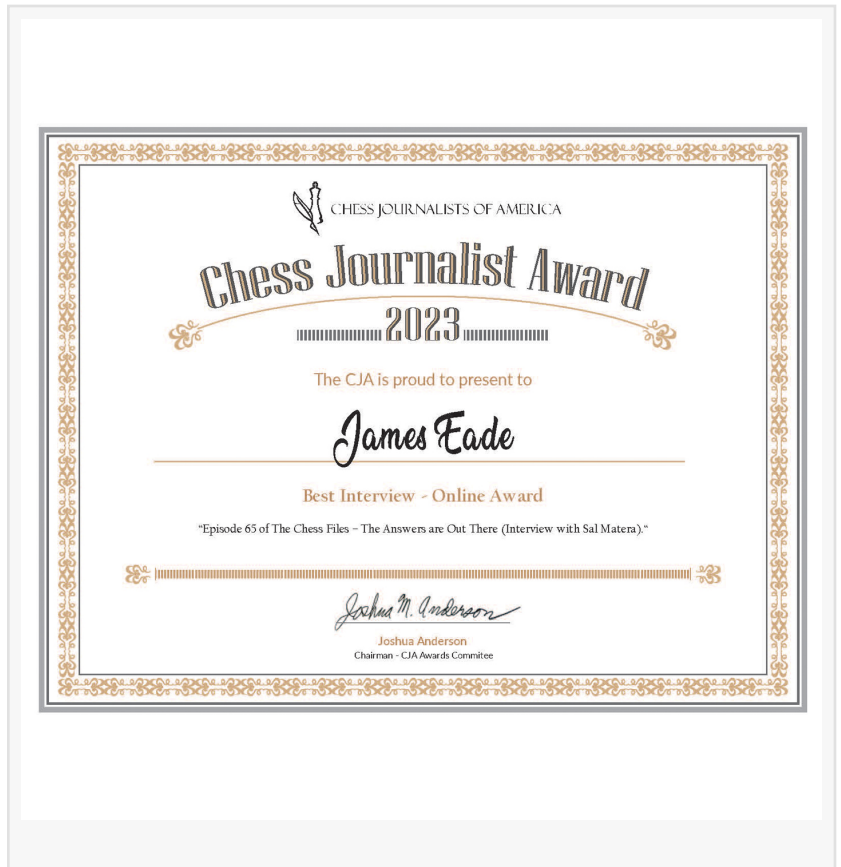 CHESS JOURNALISTS OF AMERICA
Chess Journalist Award
2023
The CJA is proud to present to
James Eade
Best Interview - Online Award
"Episode 65 of The Chess Files – The Answers are Out There (Interview with Sal Matera)."
Joshua M. Anderson
Joshua Anderson
Chairman - CJA Awards Commitee